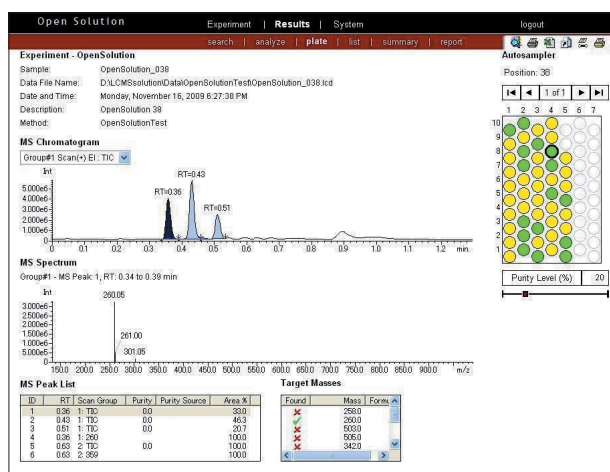 Open Solution
Experiment | Results | System
logout
search | analyze | plate | list | summary | report
Experiment - OpenSolution
Sample: OpenSolution_038
Data File Name: D:\LCMSsolution\Data\OpenSolutionTest\OpenSolution_038.lcd
Date and Time: Monday, November 16, 2009 6:27:38 PM
Description: OpenSolution 38
Method: OpenSolutionTest
MS Chromatogram
Group#1 Scan(+) EI : TIC
Int
RT=0.43
RT=0.36
RT=0.51
5.000e6
4.000e6
3.000e6
2.000e6
1.000e6
0
0 0.1 0.2 0.3 0.4 0.5 0.6 0.7 0.8 0.9 1.0 1.1 1.2 min.
MS Spectrum
Group#1 - MS Peak: 1, RT: 0.34 to 0.39 min
Int
260.05
3.000e6
2.500e6
2.000e6
1.500e6
1.000e6
5.000e5
261.00
301.05
150.0 200.0 250.0 300.0 350.0 400.0 450.0 500.0 550.0 600.0 650.0 700.0 750.0 800.0 850.0 900.0 m/z
MS Peak List
ID RT Scan Group Purity Purity Source Area %
1 0.36 1: TIC 0.0 33.0
2 0.43 1: TIC 0.0 46.3
3 0.51 1: TIC 0.0 20.7
4 0.36 1: 260 100.0
5 0.63 2: TIC 0.0 100.0
6 0.63 2: 359 100.0
Target Masses
Found Mass Formu
258.0
260.0
503.0
505.0
342.0
Autosampler
Position: 38
1 of 1
1 2 3 4 5 6 7
10
9
8
7
6
5
4
3
2
1
Purity Level (%) 20